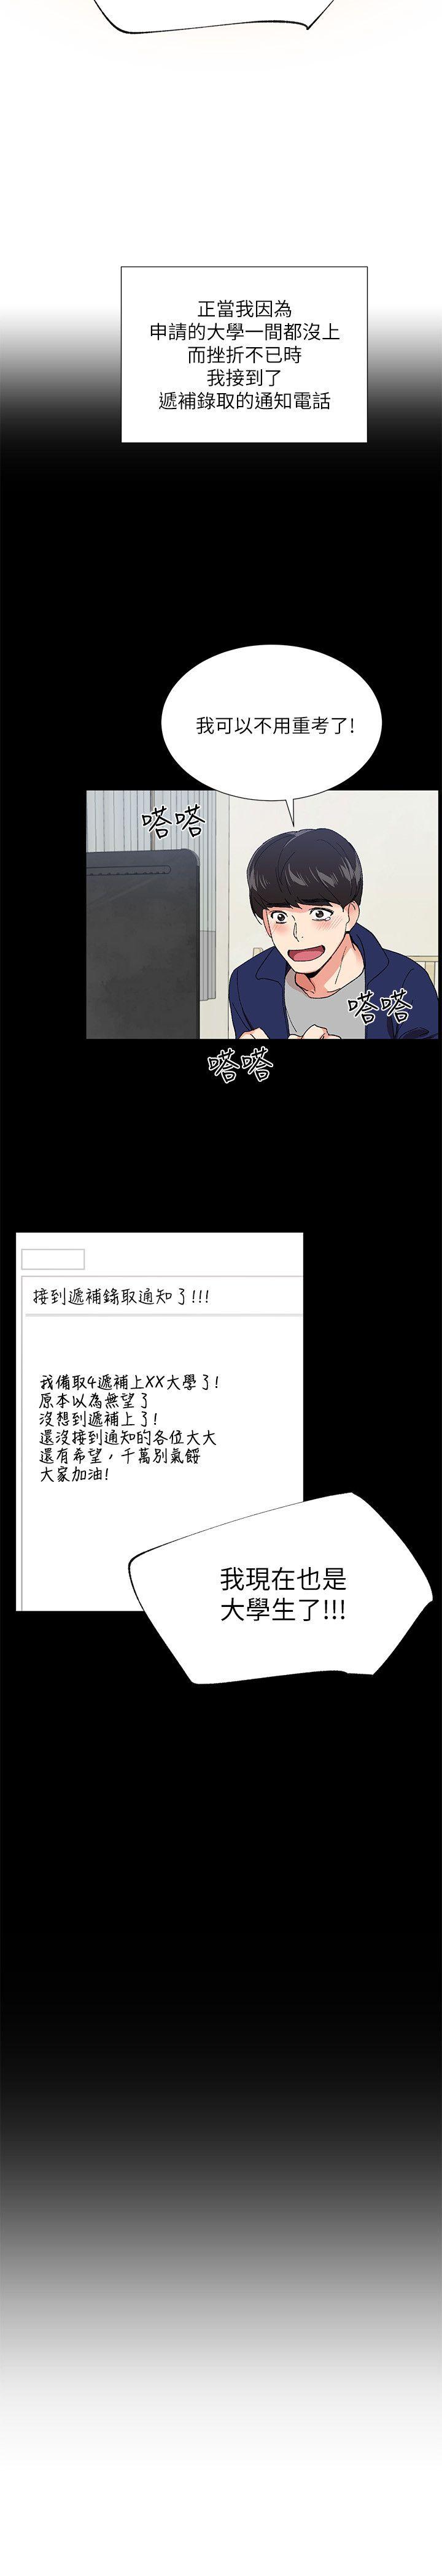 正當我因為
申請的大學一間都沒上
而挫折不已時
我接到了
遞補錄取的通知電話
我可以不用重考了!
嗒嗒
嗒嗒
嗒嗒
接到遞補錄取通知了!!!
我備取4遞補上XX大學了!
原本以為無望了
沒想到遞補上了!
還沒接到通知的各位大大
還有希望，千萬別氣餒
大家加油!
我現在也是
大學生了!!!